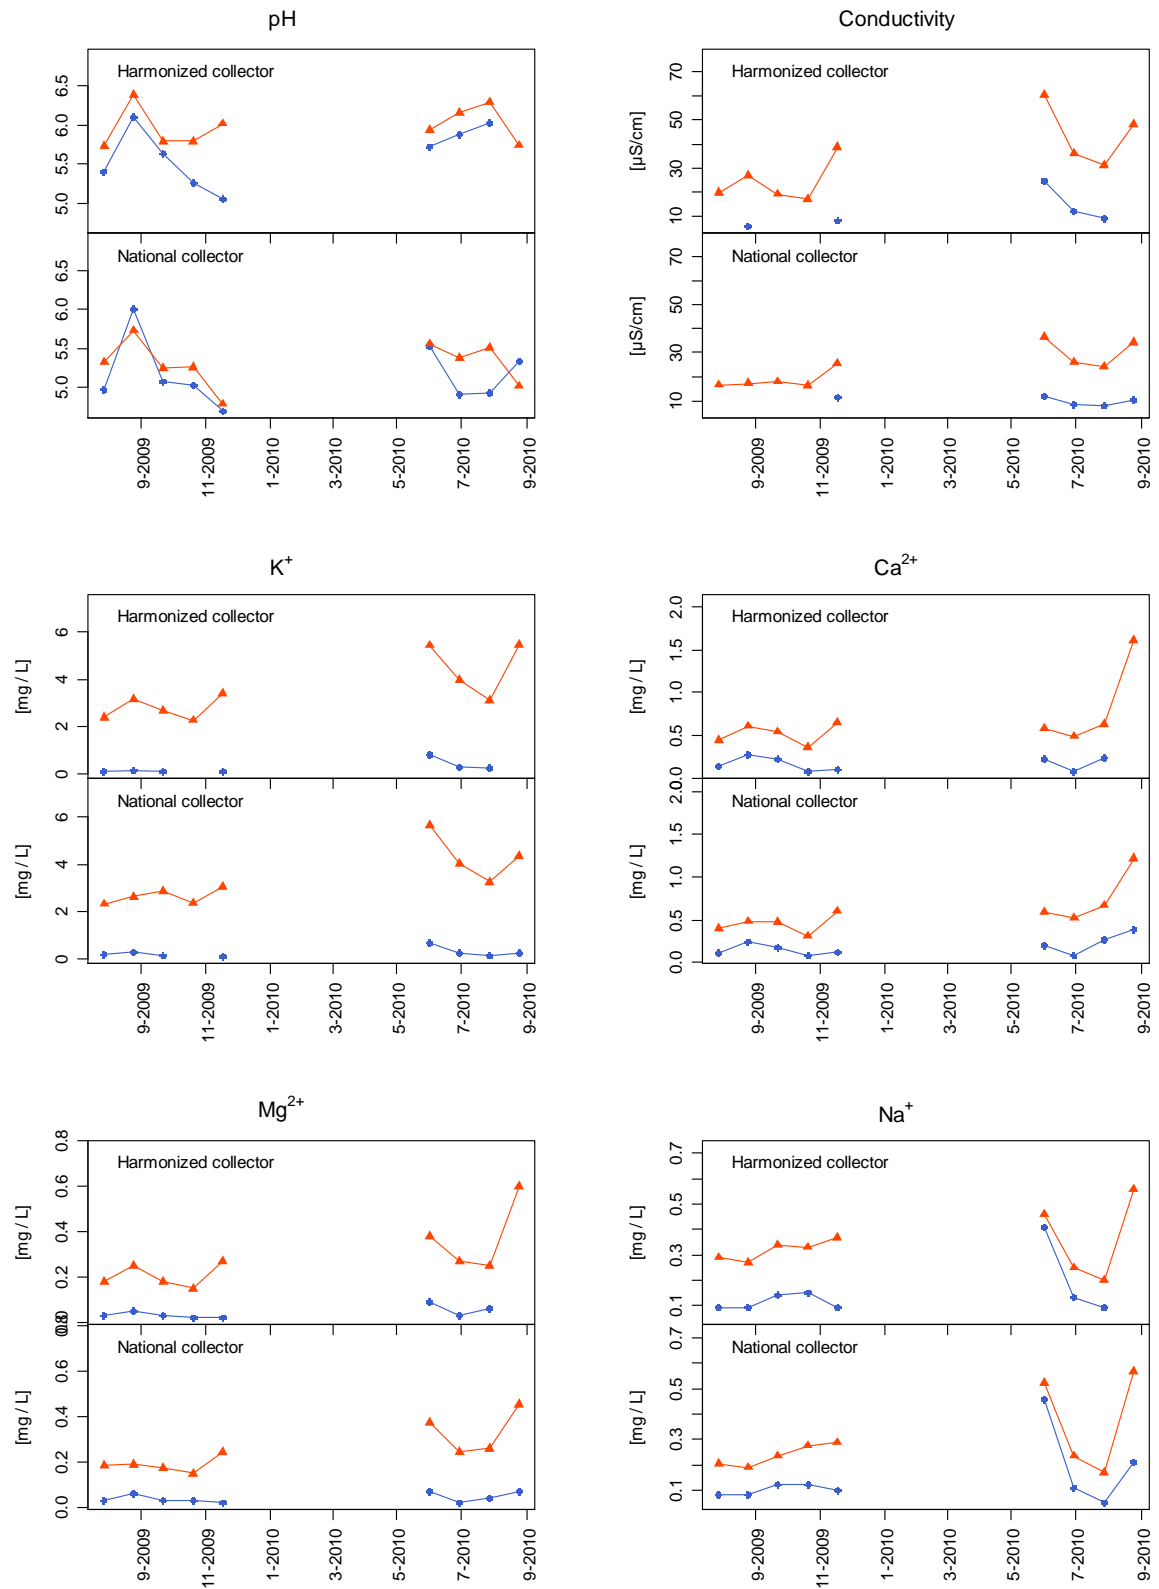 pH
Conductivity
Harmonized collector
5.0 5.5 6.0 6.5
National collector
5.0 5.5 6.0 6.5
9-2009 11-2009 1-2010 3-2010 5-2010 7-2010 9-2010
Harmonized collector
[µS/cm]
10 30 50 70
National collector
[µS/cm]
10 30 50 70
9-2009 11-2009 1-2010 3-2010 5-2010 7-2010 9-2010
K+
Ca2+
Harmonized collector
[mg / L]
0 2 4 6
National collector
[mg / L]
0 2 4 6
9-2009 11-2009 1-2010 3-2010 5-2010 7-2010 9-2010
Harmonized collector
[mg / L]
0.0 0.5 1.0 1.5 2.0
National collector
[mg / L]
0.0 0.5 1.0 1.5 2.0
9-2009 11-2009 1-2010 3-2010 5-2010 7-2010 9-2010
Mg2+
Na+
Harmonized collector
[mg / L]
0.0 0.2 0.4 0.6 0.8
National collector
[mg / L]
0.0 0.2 0.4 0.6 0.8
9-2009 11-2009 1-2010 3-2010 5-2010 7-2010 9-2010
Harmonized collector
[mg / L]
0.1 0.3 0.5 0.7
National collector
[mg / L]
0.1 0.3 0.5 0.7
9-2009 11-2009 1-2010 3-2010 5-2010 7-2010 9-2010